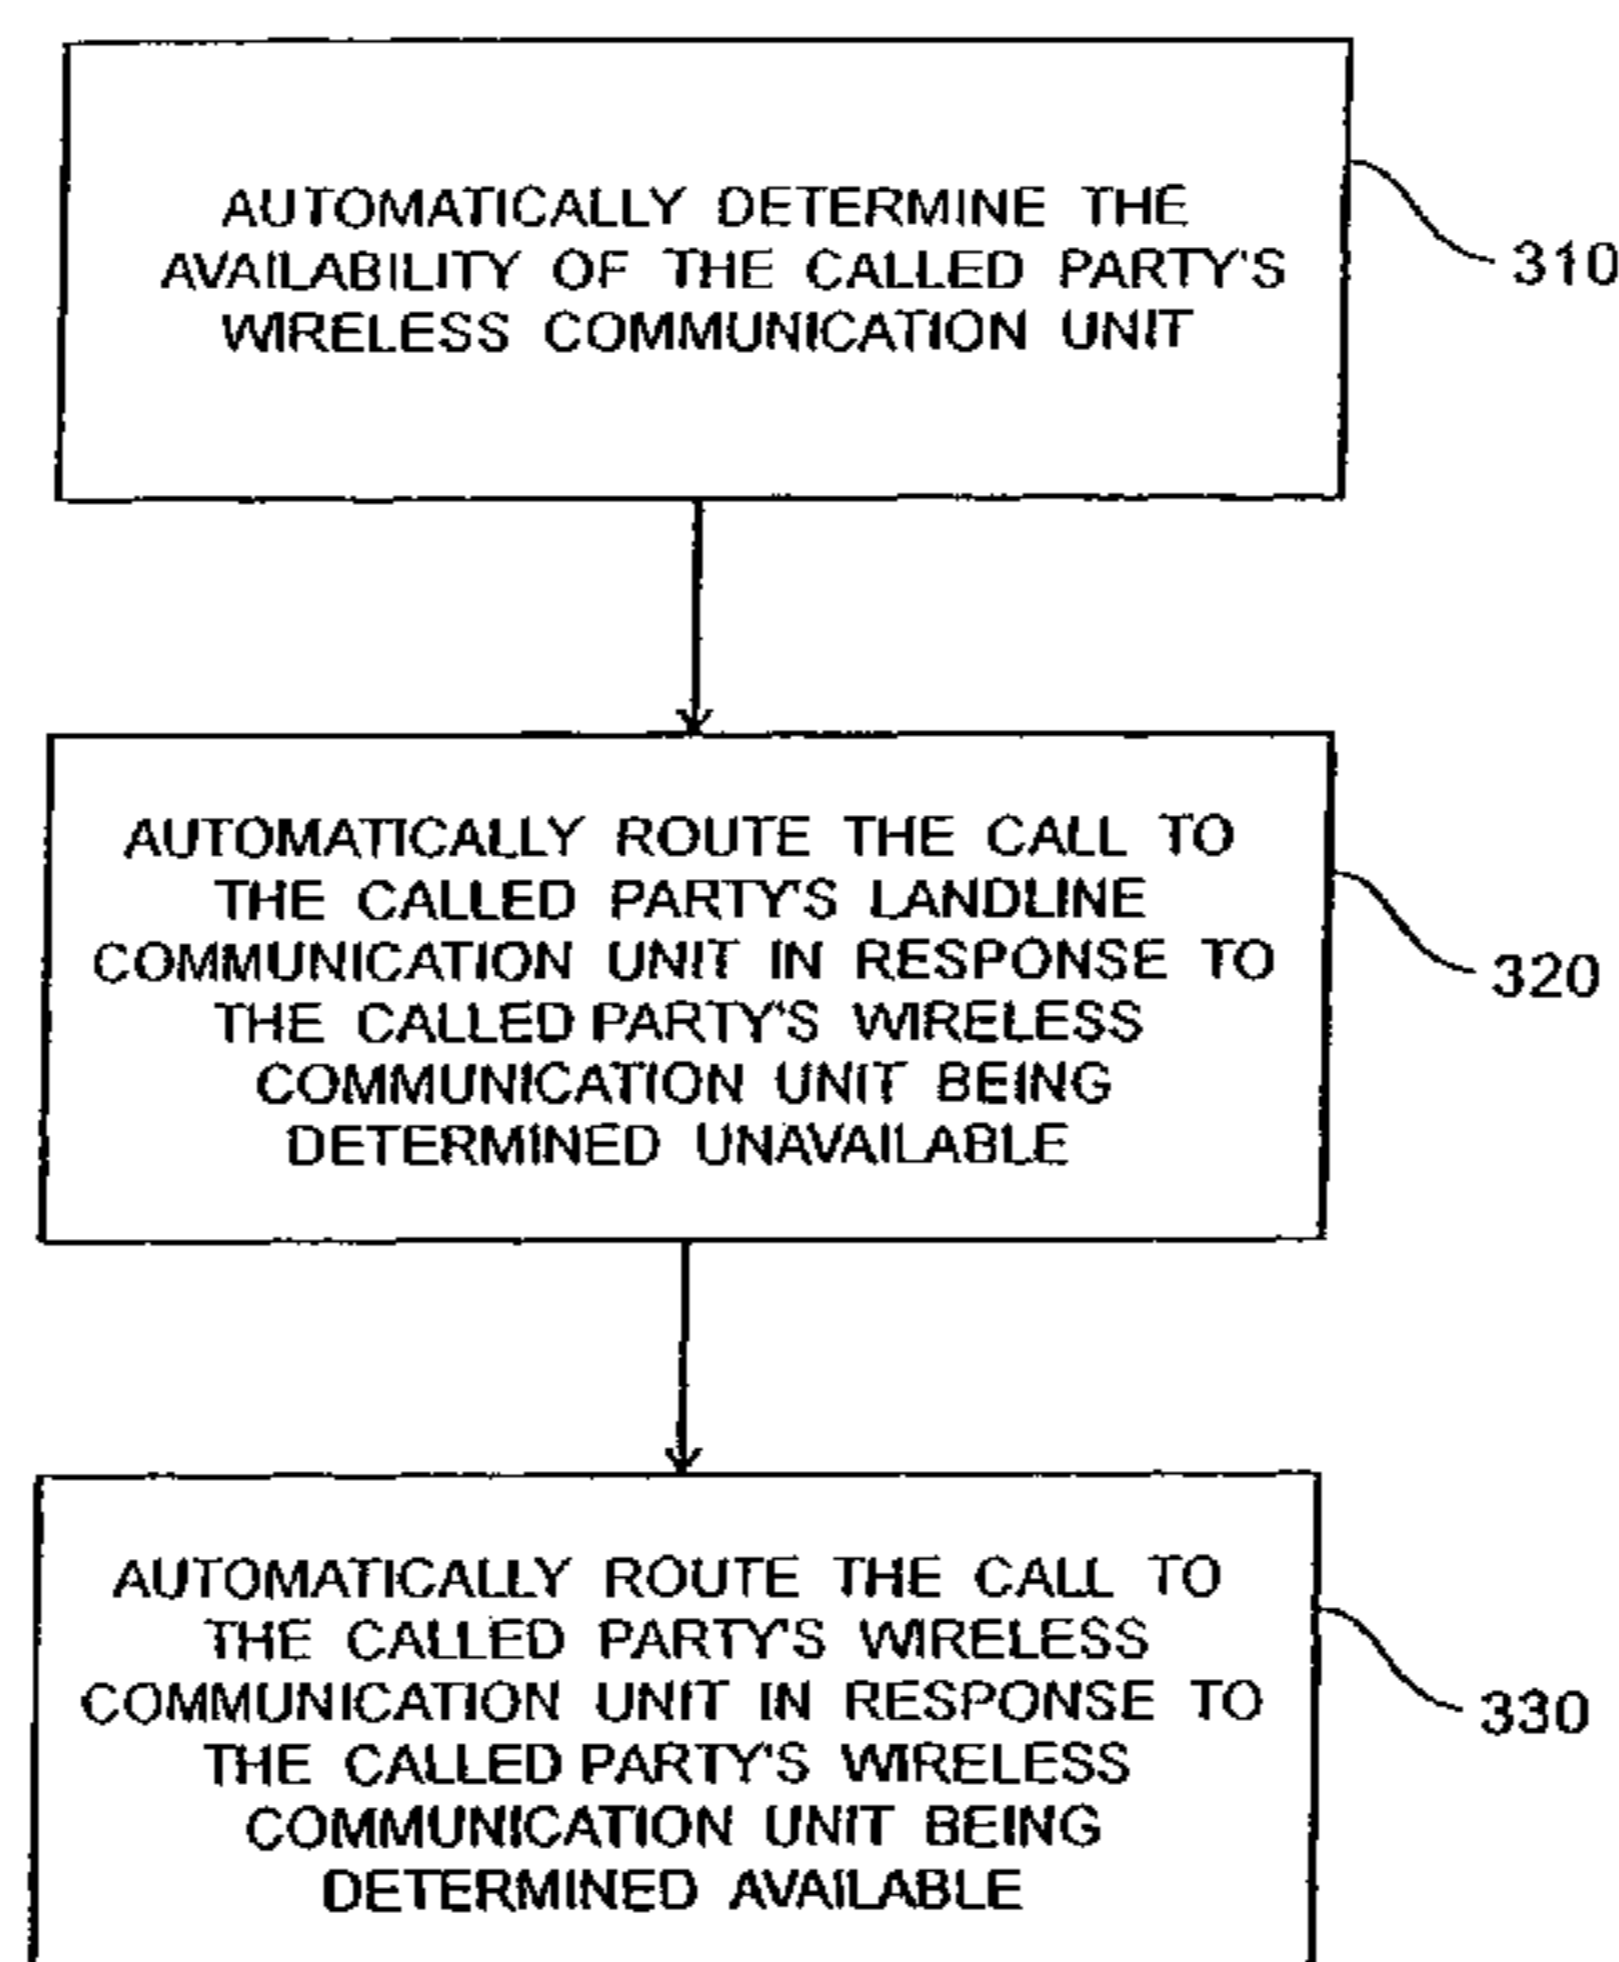 AUTOMATICALLY DETERMINE THE
AVAILABILITY OF THE CALLED PARTY'S
WIRELESS COMMUNICATION UNIT
310
AUTOMATICALLY ROUTE THE CALL TO
THE CALLED PARTY'S LANDLINE
COMMUNICATION UNIT IN RESPONSE TO
THE CALLED PARTY'S WIRELESS
COMMUNICATION UNIT BEING
DETERMINED UNAVAILABLE
320
AUTOMATICALLY ROUTE THE CALL TO
THE CALLED PARTY'S WIRELESS
COMMUNICATION UNIT IN RESPONSE TO
THE CALLED PARTY'S WIRELESS
COMMUNICATION UNIT BEING
DETERMINED AVAILABLE
330